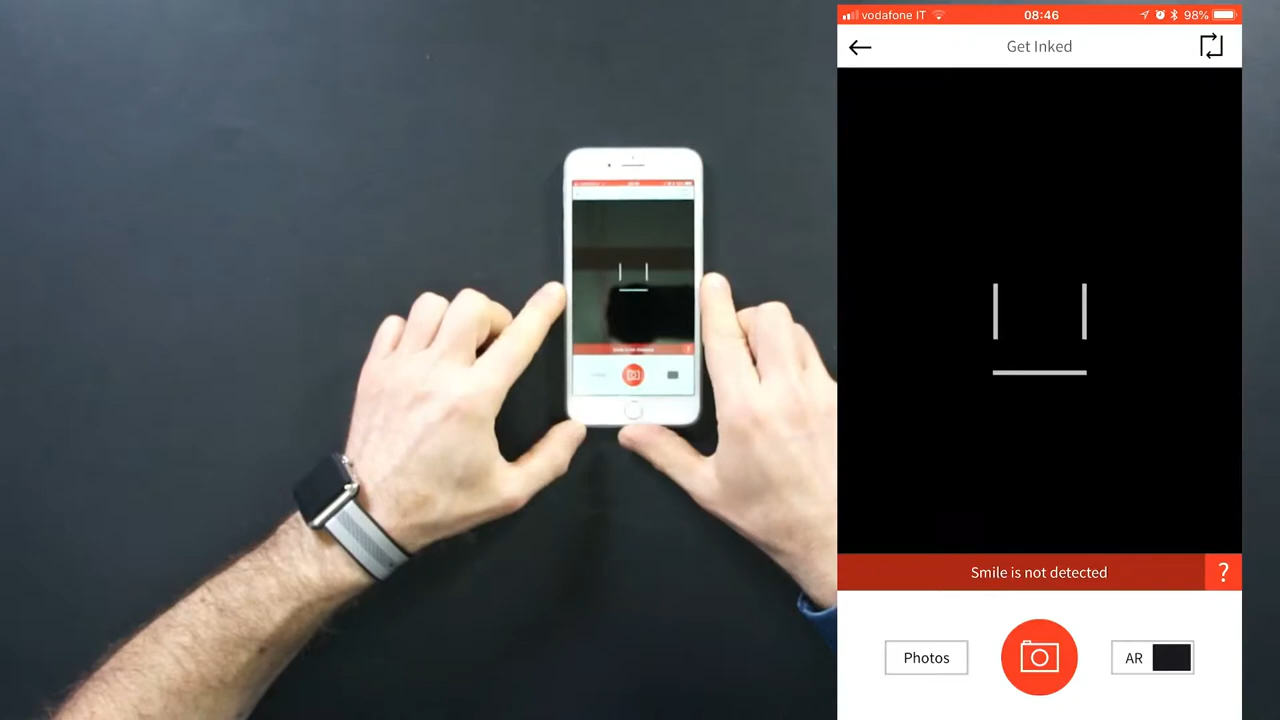 vodafone IT 08:46 98%
Get Inked
Smile is not detected ?
Photos
AR